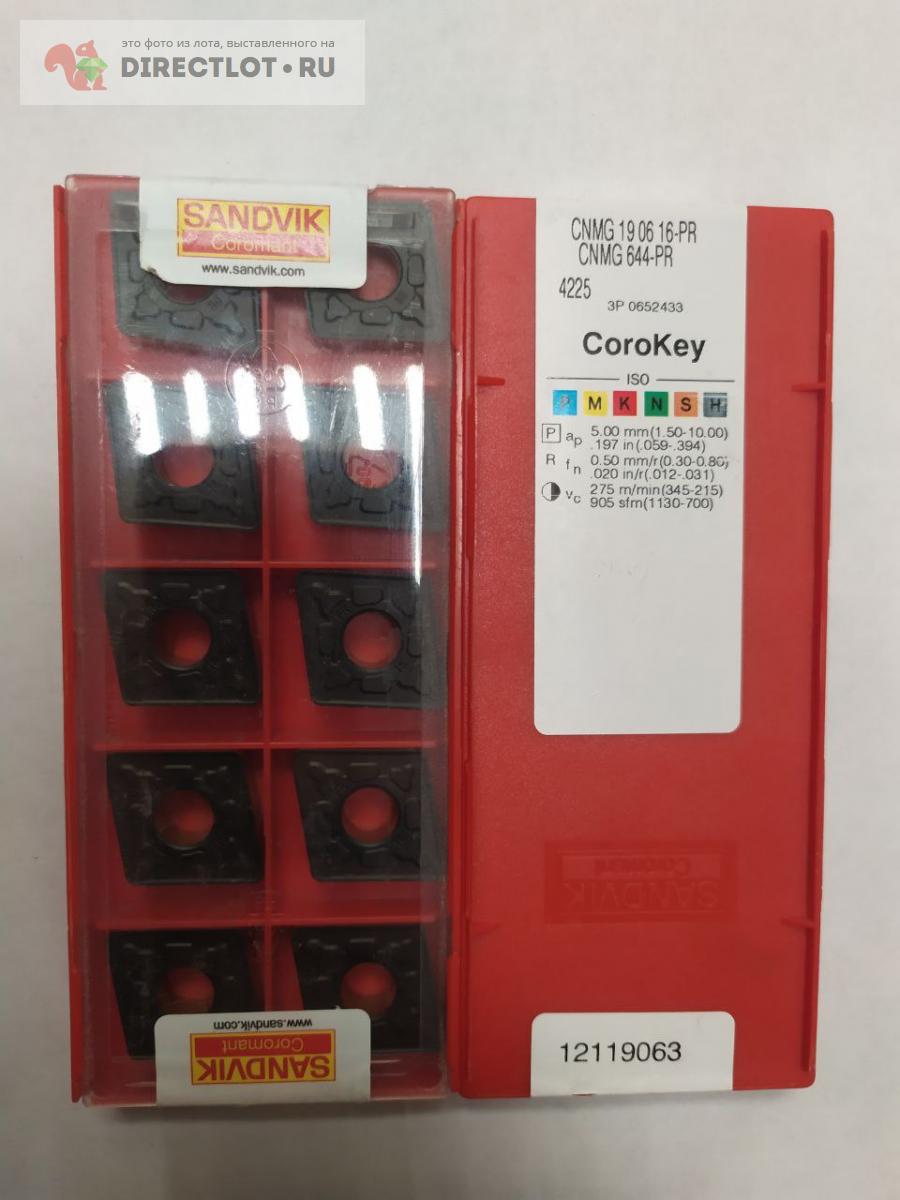 это фото из лота, выставленного на
DIRECTLOT.RU
SANDVIK
Coromant
www.sandvik.com
CNMG 19 06 16-PR
CNMG 644-PR
4225
3P 0652433
CoroKey
ISO
P M K N S H
P ap 5.00 mm(1.50-10.00)
.197 in(.059-.394)
R fn 0.50 mm/r(0.30-0.80)
.020 in/r(.012-.031)
vc 275 m/min(345-215)
905 sfm(1130-700)
Coromant
SANDVIK
www.sandvik.com
Coromant
SANDVIK
12119063